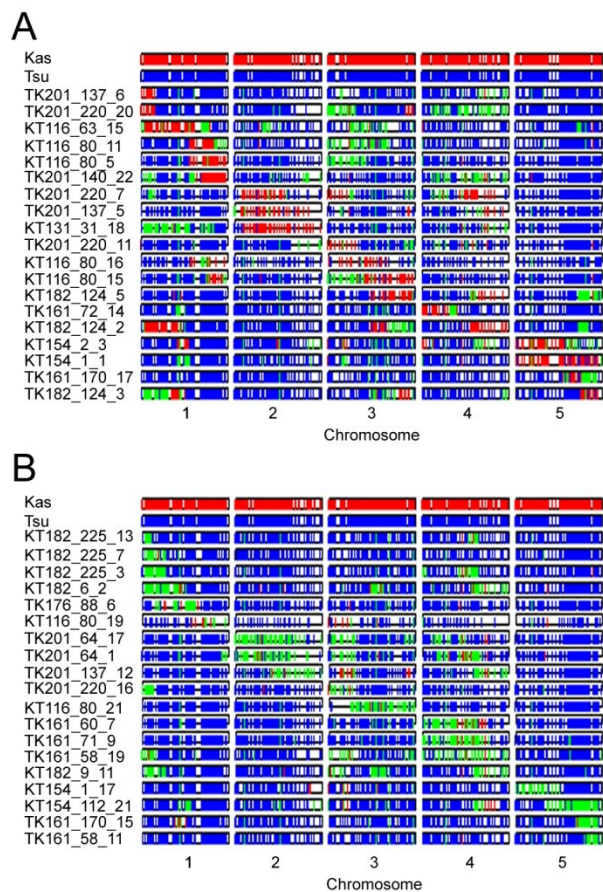 A
Kas
Tsu
TK201_137_6
TK201_220_20
KT116_63_15
KT116_80_11
KT116_80_5
TK201_140_22
TK201_220_7
TK201_137_5
KT131_31_18
TK201_220_11
KT116_80_16
KT116_80_15
KT182_124_5
TK161_72_14
KT182_124_2
KT154_2_3
KT154_1_1
TK161_170_17
TK182_124_3
1 2 3 4 5
Chromosome
B
Kas
Tsu
KT182_225_13
KT182_225_7
KT182_225_3
KT182_6_2
TK176_88_6
KT116_80_19
TK201_64_17
TK201_64_1
TK201_137_12
TK201_220_16
KT116_80_21
TK161_60_7
TK161_71_9
TK161_58_19
KT182_9_11
KT154_1_17
KT154_112_21
TK161_170_15
TK161_58_11
1 2 3 4 5
Chromosome